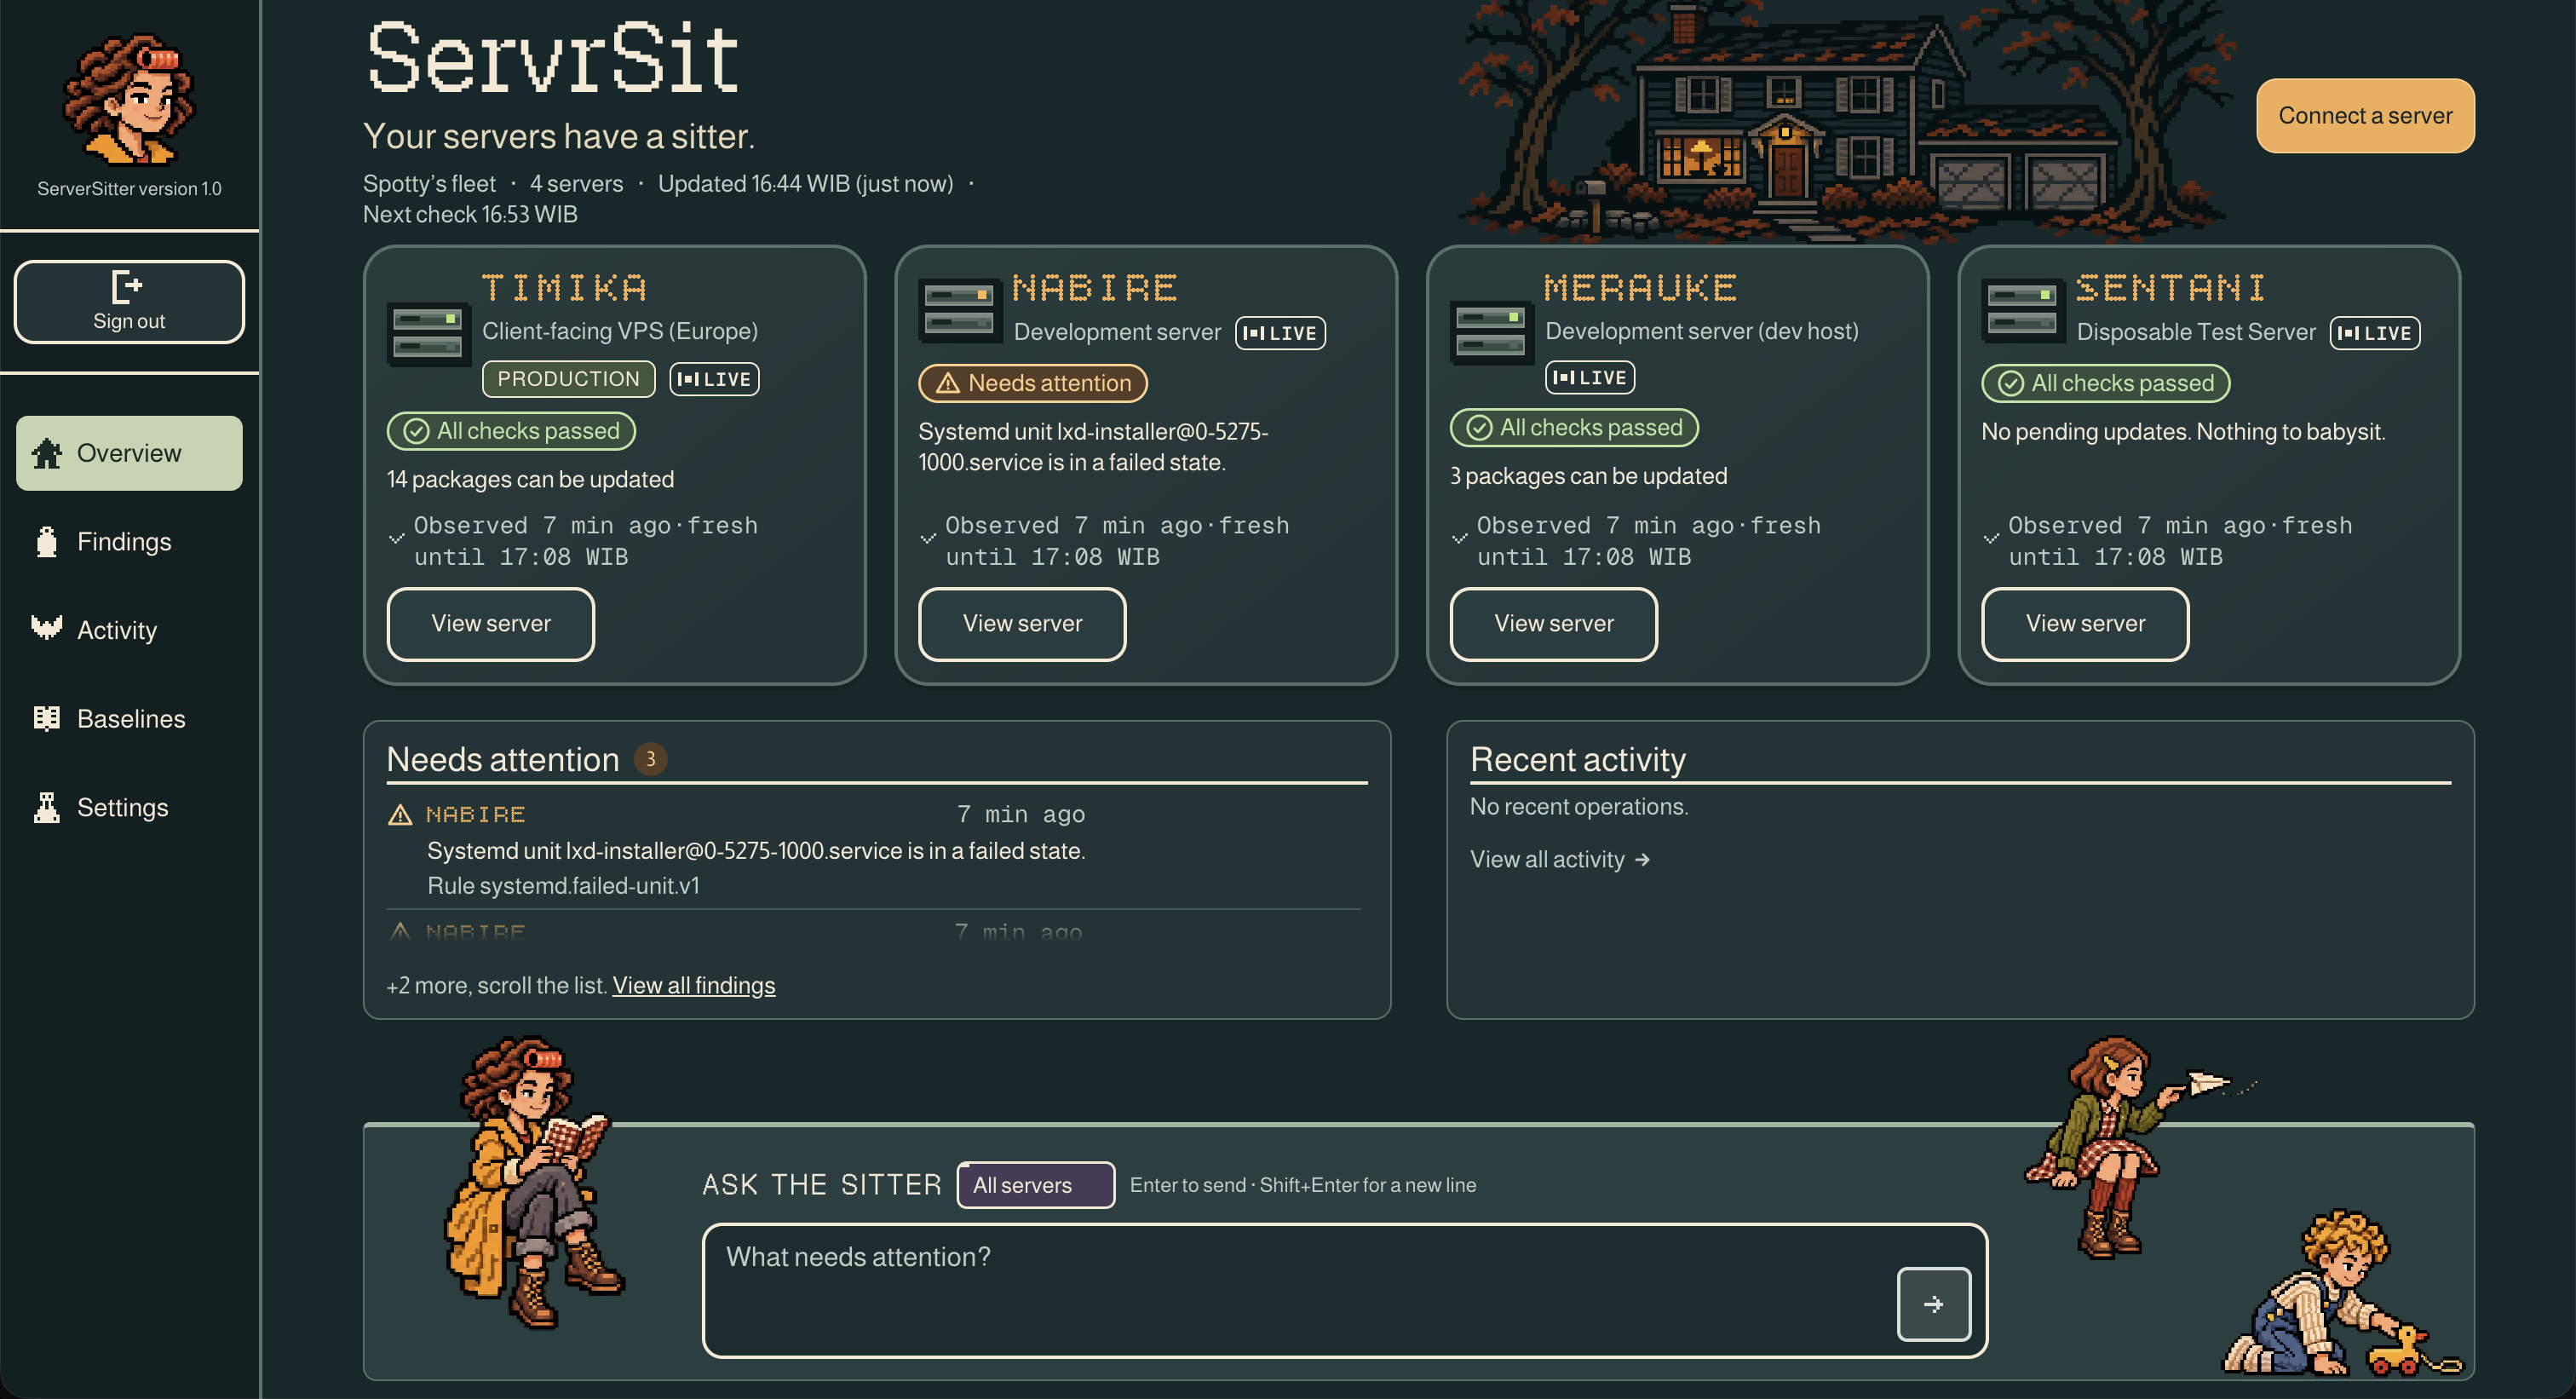 ServerSitter version 1.0
Sign out
Overview
Findings
Activity
Baselines
Settings
ServrSit
Your servers have a sitter.
Spotty’s fleet · 4 servers · Updated 16:44 WIB (just now) ·
Next check 16:53 WIB
Connect a server
TIMIKA
Client-facing VPS (Europe)
PRODUCTION LIVE
All checks passed
14 packages can be updated
Observed 7 min ago·fresh
until 17:08 WIB
View server
NABIRE
Development server LIVE
Needs attention
Systemd unit lxd-installer@0-5275-
1000.service is in a failed state.
Observed 7 min ago·fresh
until 17:08 WIB
View server
MERAUKE
Development server (dev host)
LIVE
All checks passed
3 packages can be updated
Observed 7 min ago·fresh
until 17:08 WIB
View server
SENTANI
Disposable Test Server LIVE
All checks passed
No pending updates. Nothing to babysit.
Observed 7 min ago·fresh
until 17:08 WIB
View server
Needs attention 3
NABIRE 7 min ago
Systemd unit lxd-installer@0-5275-1000.service is in a failed state.
Rule systemd.failed-unit.v1
NABIRE 7 min ago
+2 more, scroll the list. View all findings
Recent activity
No recent operations.
View all activity →
ASK THE SITTER All servers Enter to send · Shift+Enter for a new line
What needs attention?